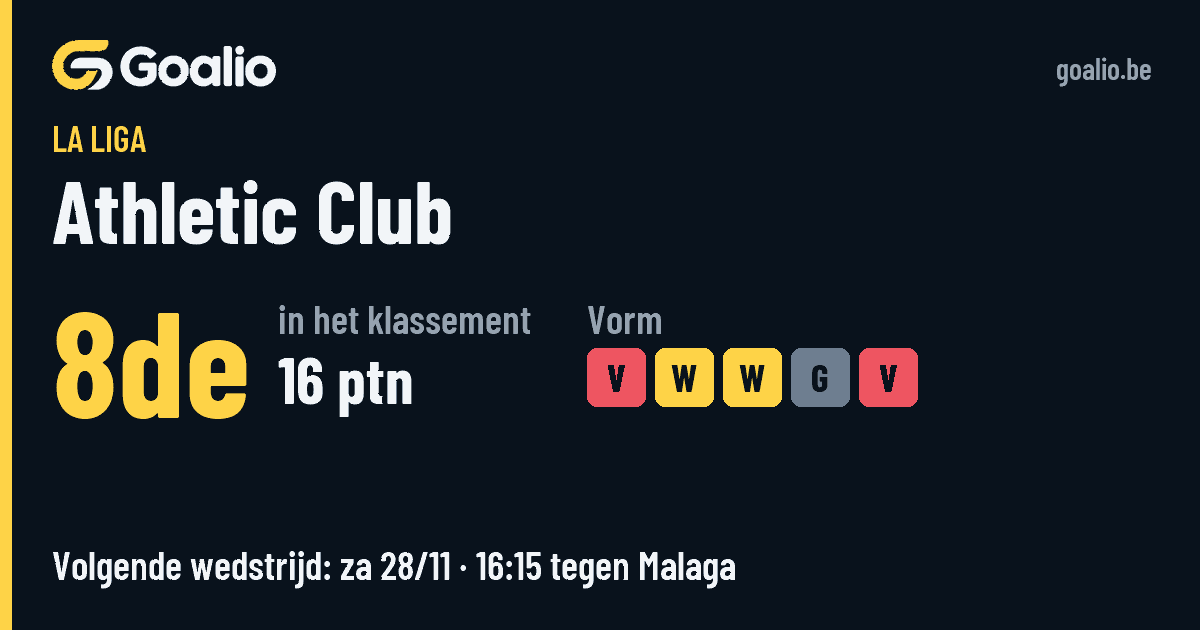 Goalio
goalio.be
LA LIGA
Athletic Club
8de
in het klassement
16 ptn
Vorm
V W W G V
Volgende wedstrijd: za 28/11 · 16:15 tegen Malaga